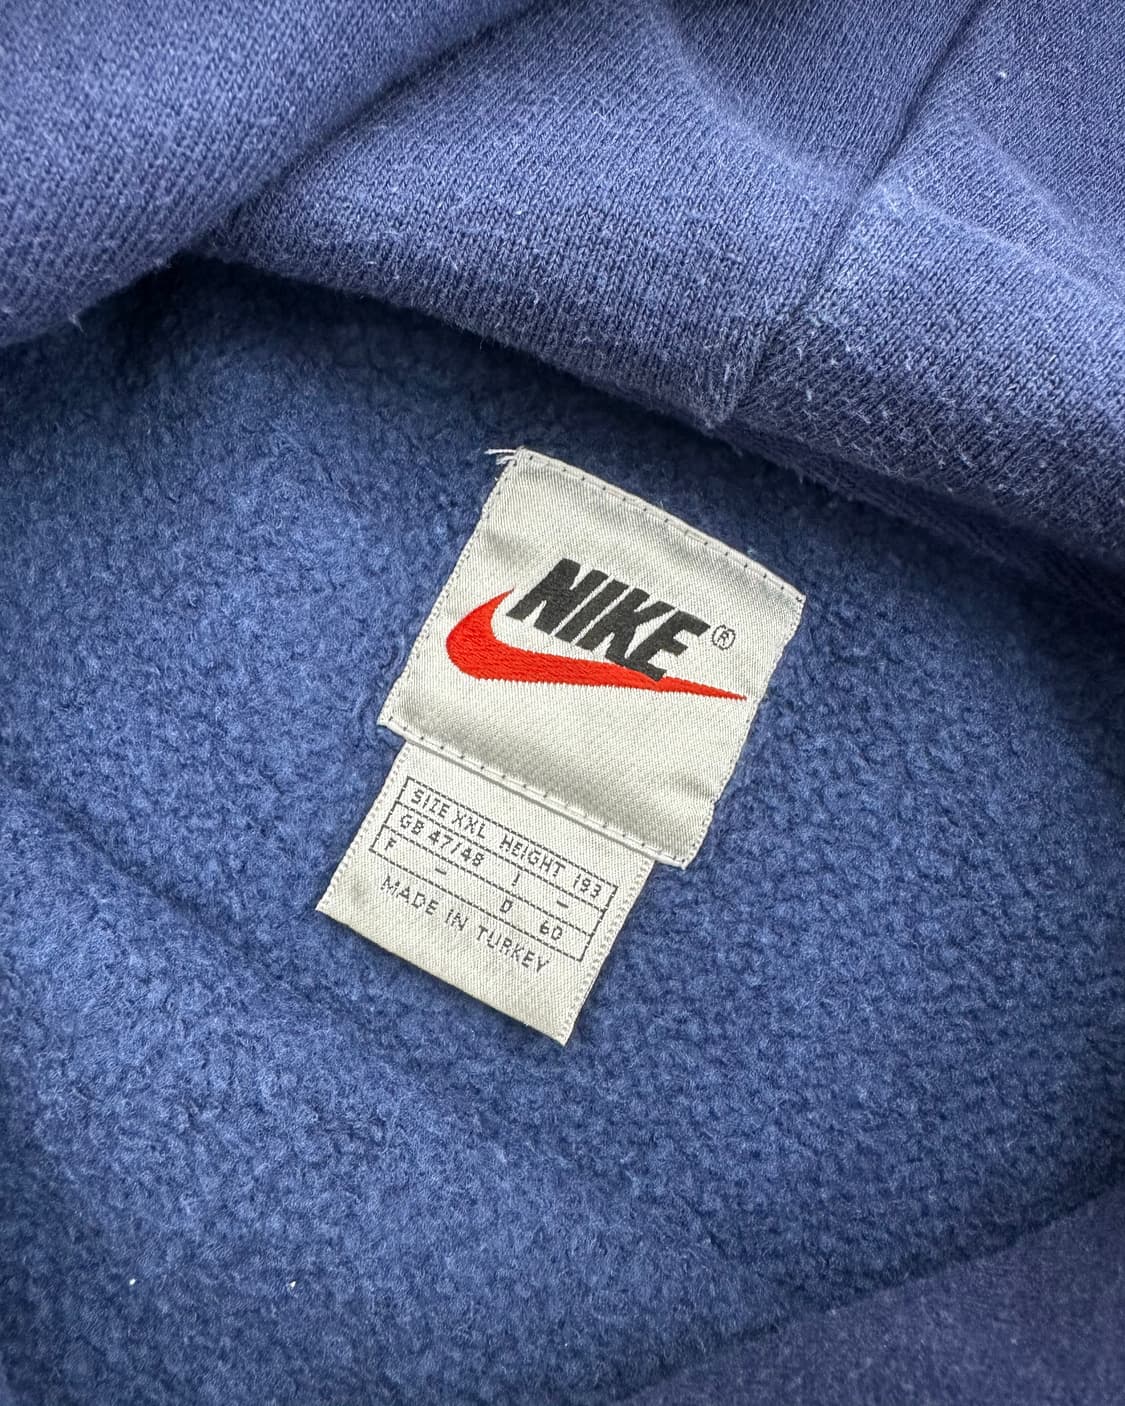 NIKE ®
SIZE XXL HEIGHT 193
GB 47/48 I -
F - D 60
MADE IN TURKEY